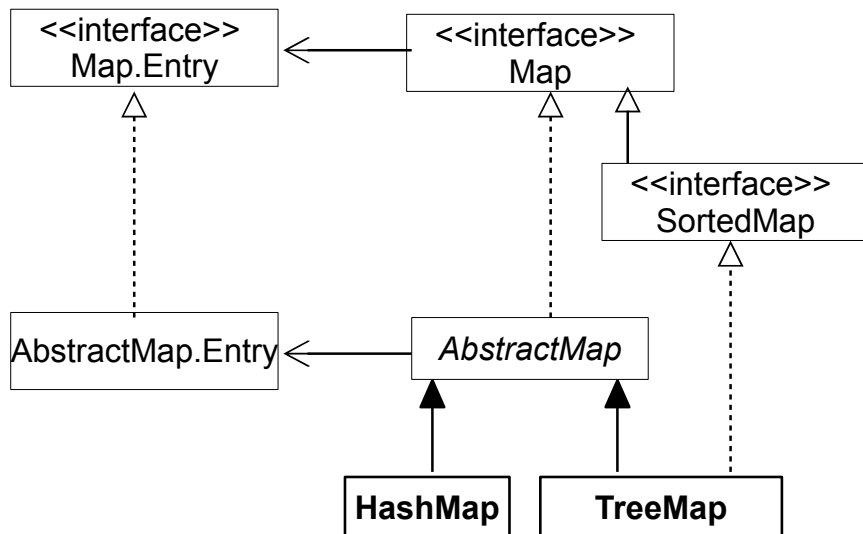 <<interface>>
Map.Entry
<<interface>>
Map
<<interface>>
SortedMap
AbstractMap.Entry
AbstractMap
HashMap
TreeMap